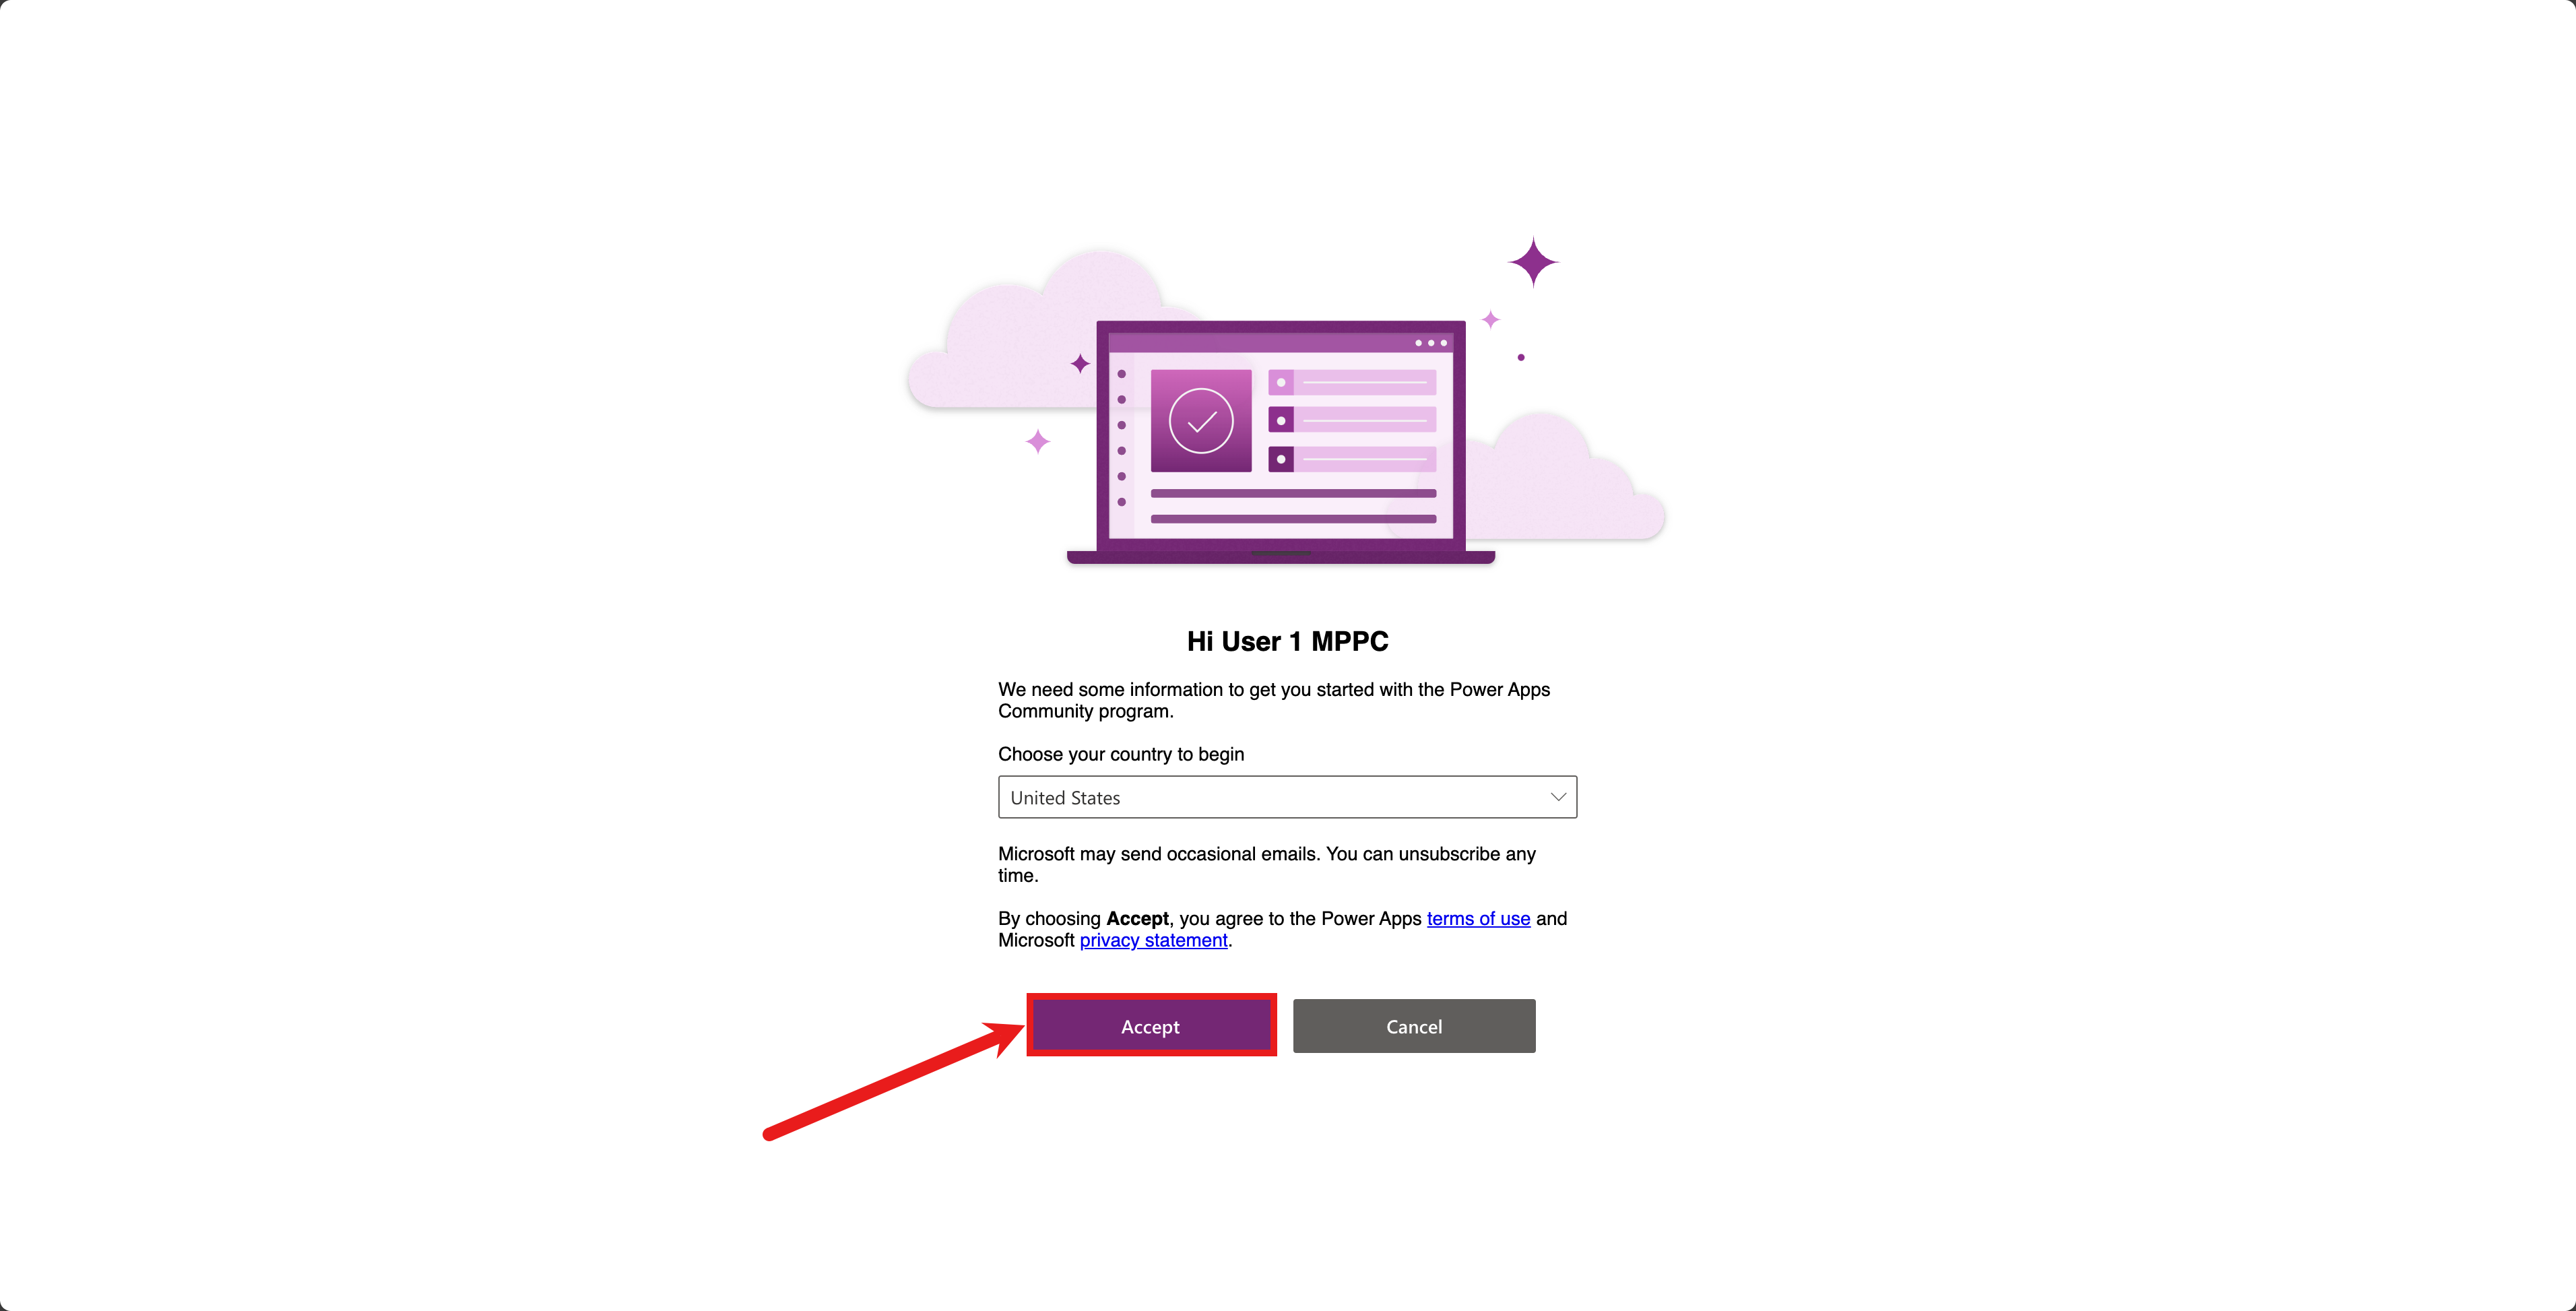 Hi User 1 MPPC
We need some information to get you started with the Power Apps
Community program.
Choose your country to begin
United States
Microsoft may send occasional emails. You can unsubscribe any
time.
By choosing Accept, you agree to the Power Apps terms of use and
Microsoft privacy statement.
Accept Cancel